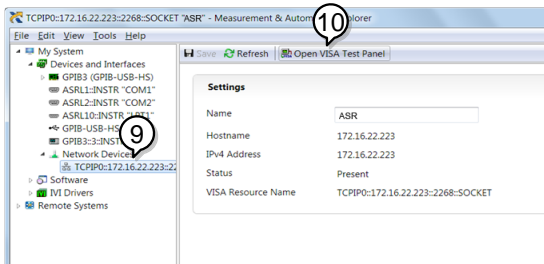 TCPIP0::172.16.22.223::2268::SOCKET "ASR" - Measurement & Autom Explorer
10
File Edit View Tools Help
Save Refresh Open VISA Test Panel
My System
Devices and Interfaces
GPIB3 (GPIB-USB-HS)
ASRL1::INSTR "COM1"
ASRL2::INSTR "COM2"
ASRL10::INSTR "LPT1"
GPIB-USB-HS
GPIB3::3::INST
9
Network Devices
TCPIP0::172.16.22.223::22
Software
IVI Drivers
Remote Systems
Settings
Name ASR
Hostname 172.16.22.223
IPv4 Address 172.16.22.223
Status Present
VISA Resource Name TCPIP0::172.16.22.223::2268::SOCKET